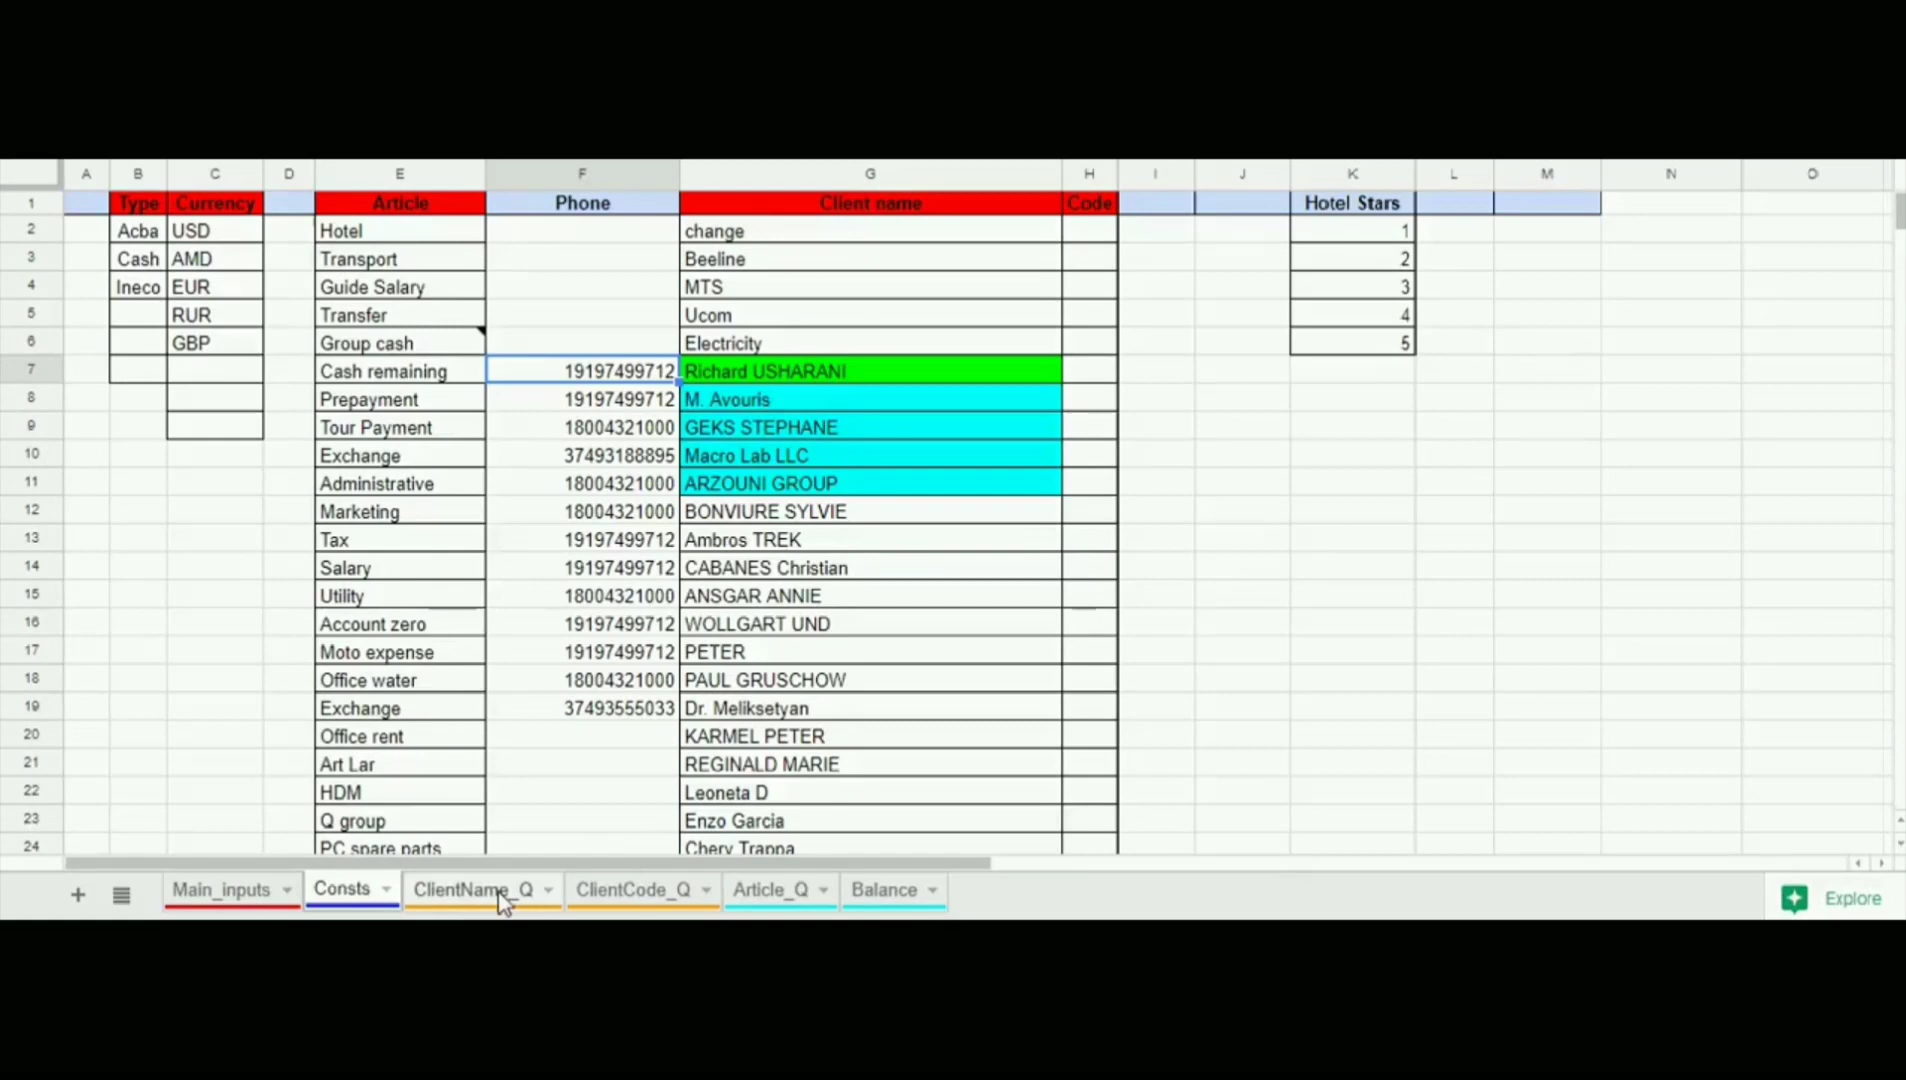 A B C D E F G H I J K L M N O
1 Type Currency Article Phone Client name Code Hotel Stars
2 Acba USD Hotel change 1
3 Cash AMD Transport Beeline 2
4 Ineco EUR Guide Salary MTS 3
5 RUR Transfer Ucom 4
6 GBP Group cash Electricity 5
7 Cash remaining 19197499712 Richard USHARANI
8 Prepayment 19197499712 M. Avouris
9 Tour Payment 18004321000 GEKS STEPHANE
10 Exchange 37493188895 Macro Lab LLC
11 Administrative 18004321000 ARZOUNI GROUP
12 Marketing 18004321000 BONVIURE SYLVIE
13 Tax 19197499712 Ambros TREK
14 Salary 19197499712 CABANES Christian
15 Utility 18004321000 ANSGAR ANNIE
16 Account zero 19197499712 WOLLGART UND
17 Moto expense 19197499712 PETER
18 Office water 18004321000 PAUL GRUSCHOW
19 Exchange 37493555033 Dr. Meliksetyan
20 Office rent KARMEL PETER
21 Art Lar REGINALD MARIE
22 HDM Leoneta D
23 Q group Enzo Garcia
24 PC spare parts Chery Trappa
Main_inputs Consts ClientName_Q ClientCode_Q Article_Q Balance Explore